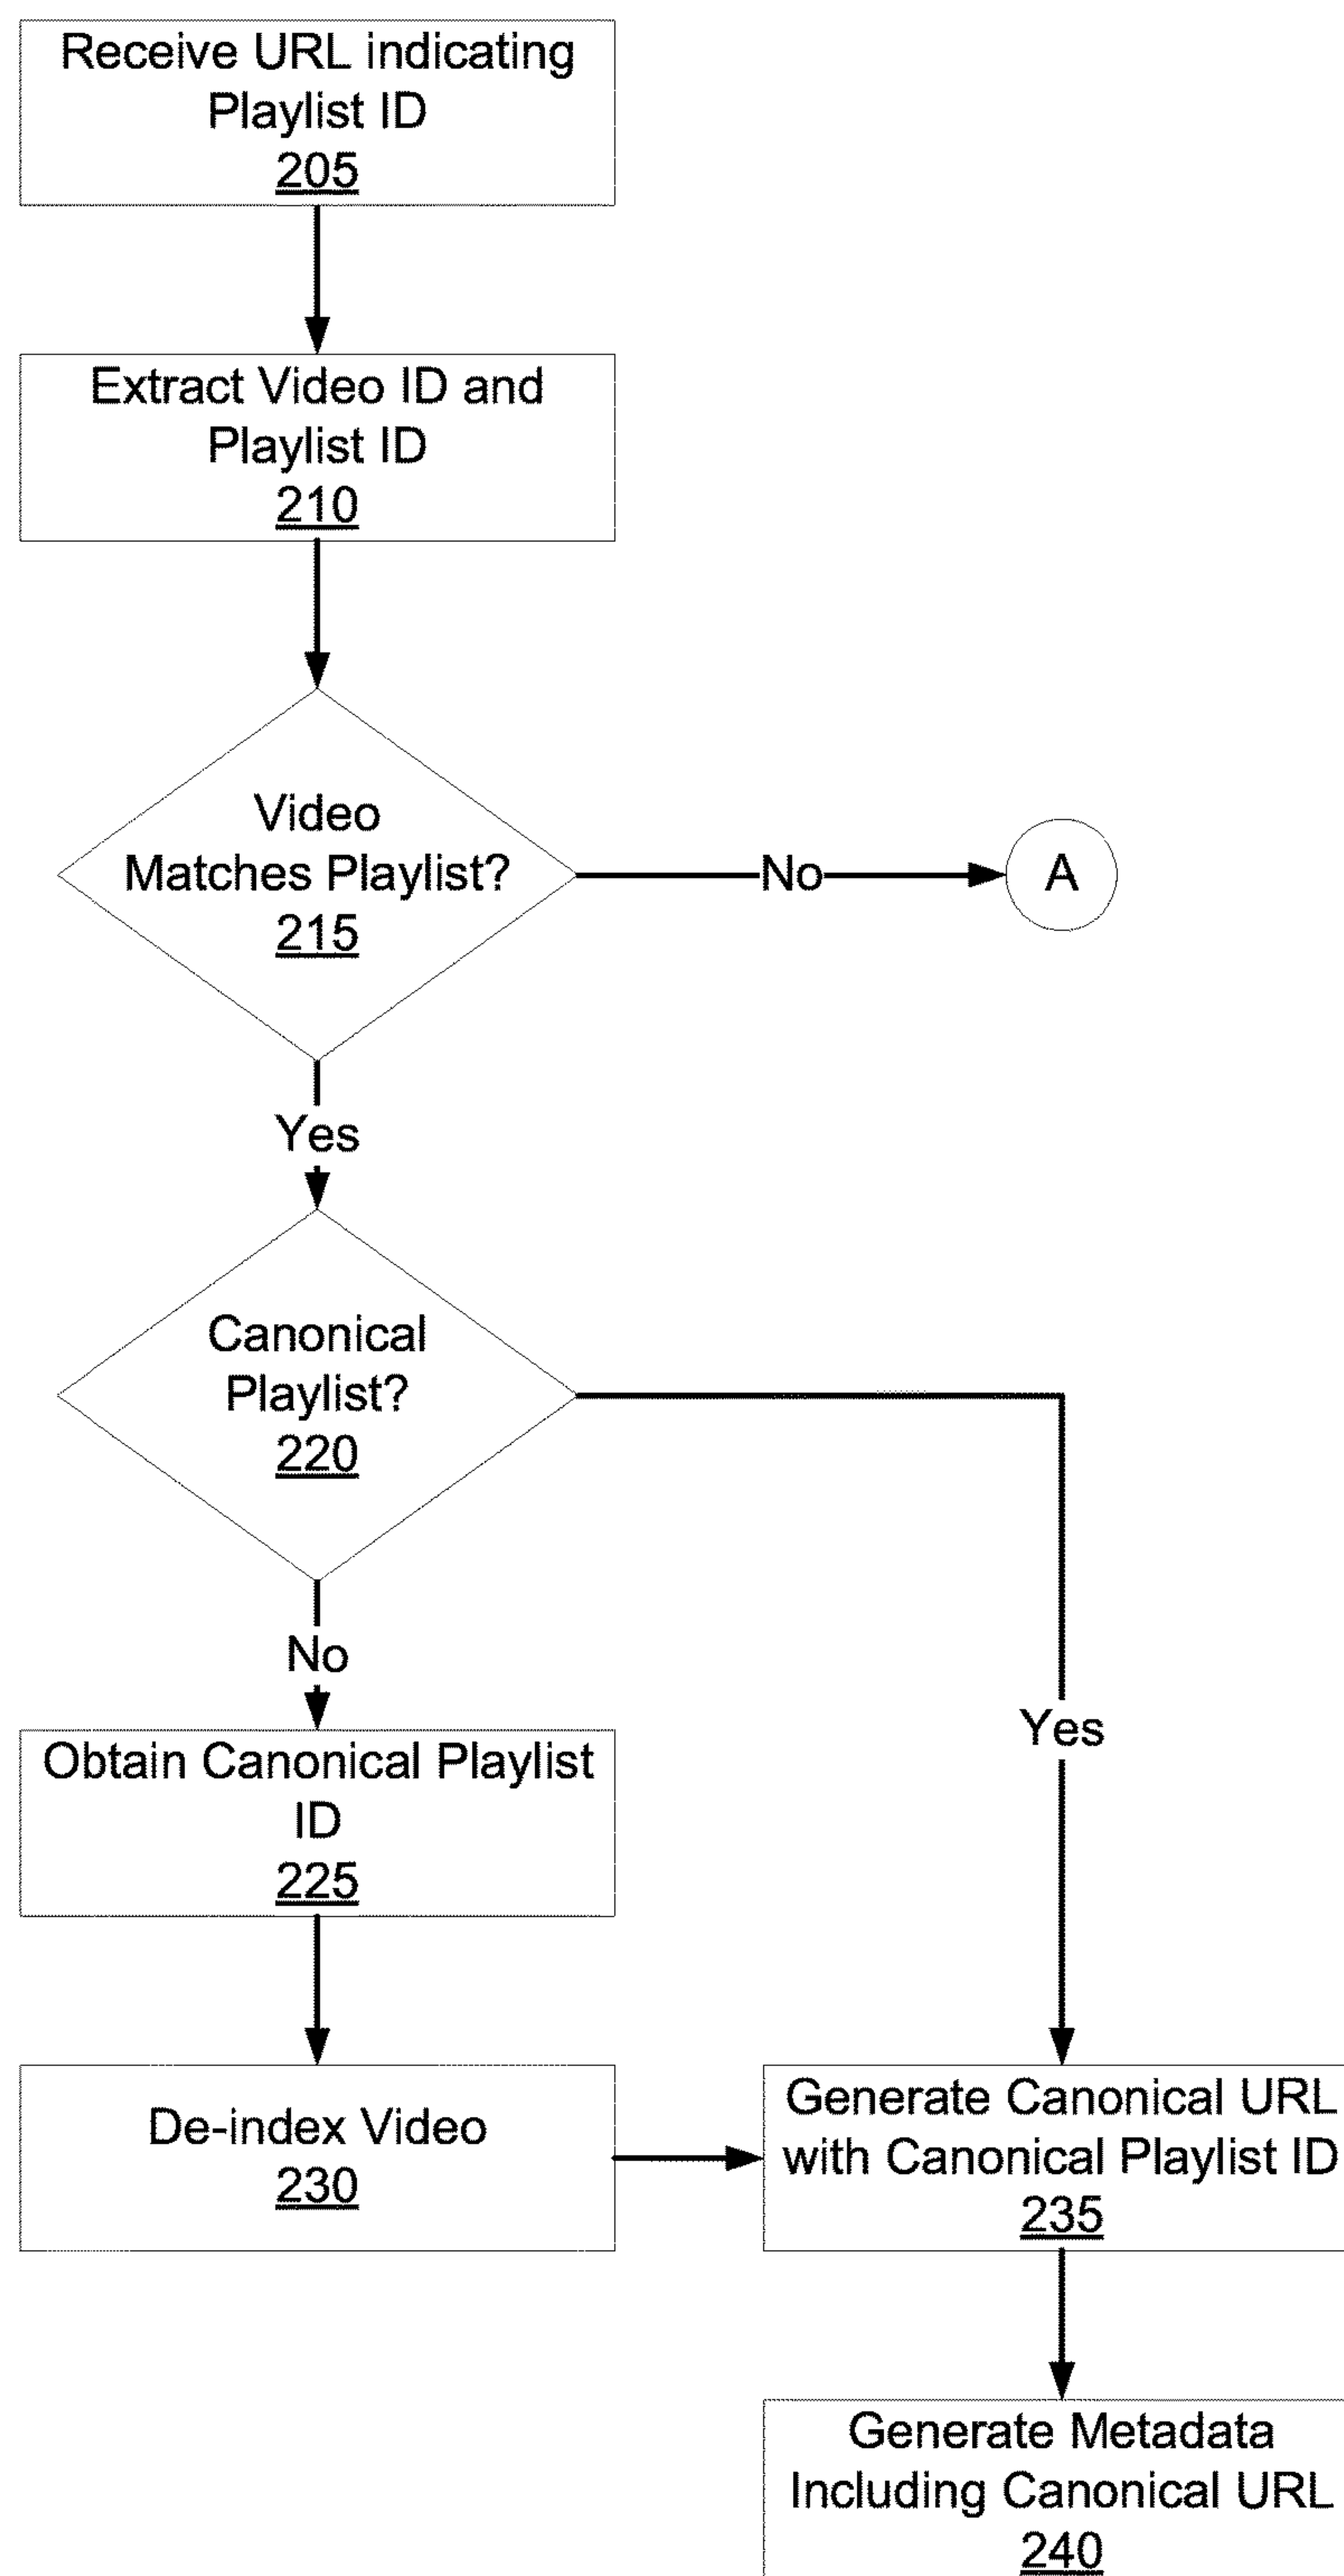 Receive URL indicating
Playlist ID
205
Extract Video ID and
Playlist ID
210
Video
Matches Playlist?
215
No
A
Yes
Canonical
Playlist?
220
No
Yes
Obtain Canonical Playlist
ID
225
De-index Video
230
Generate Canonical URL
with Canonical Playlist ID
235
Generate Metadata
Including Canonical URL
240